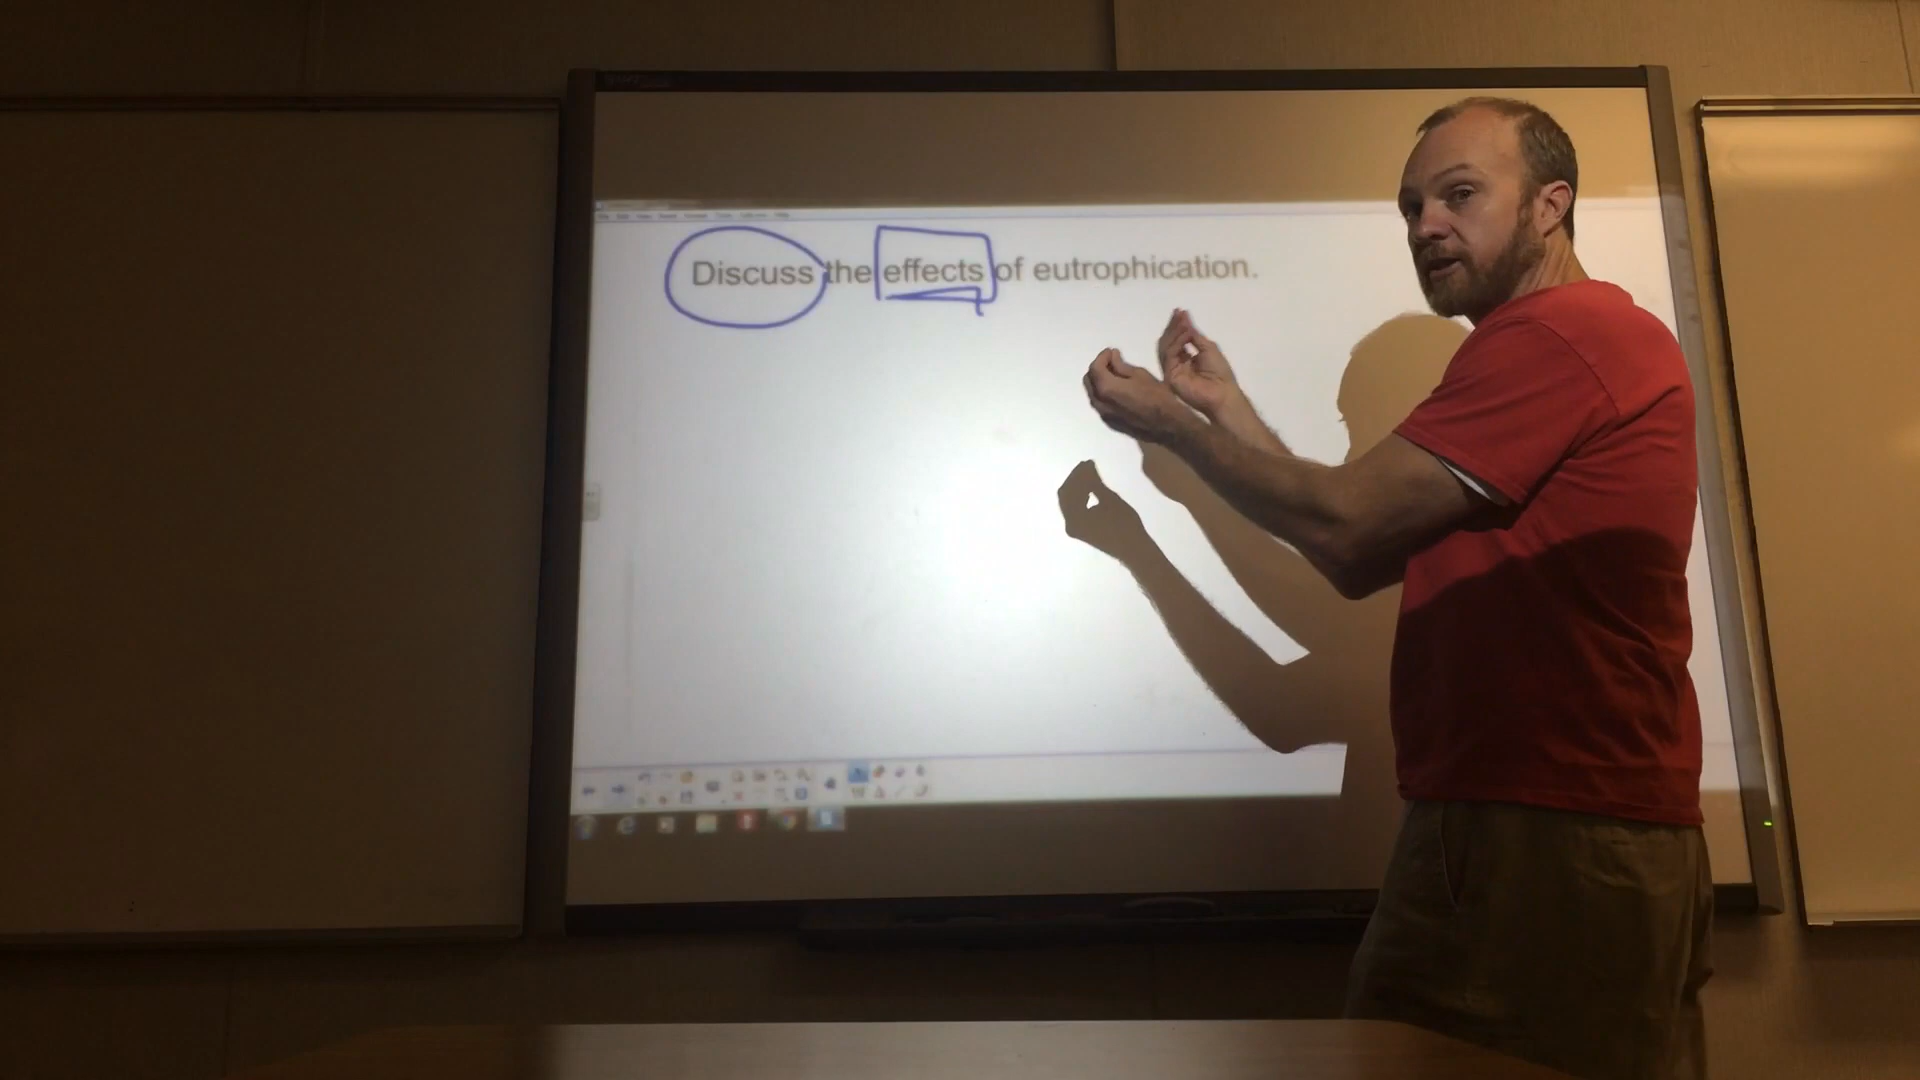 Discuss the effects of eutrophication.